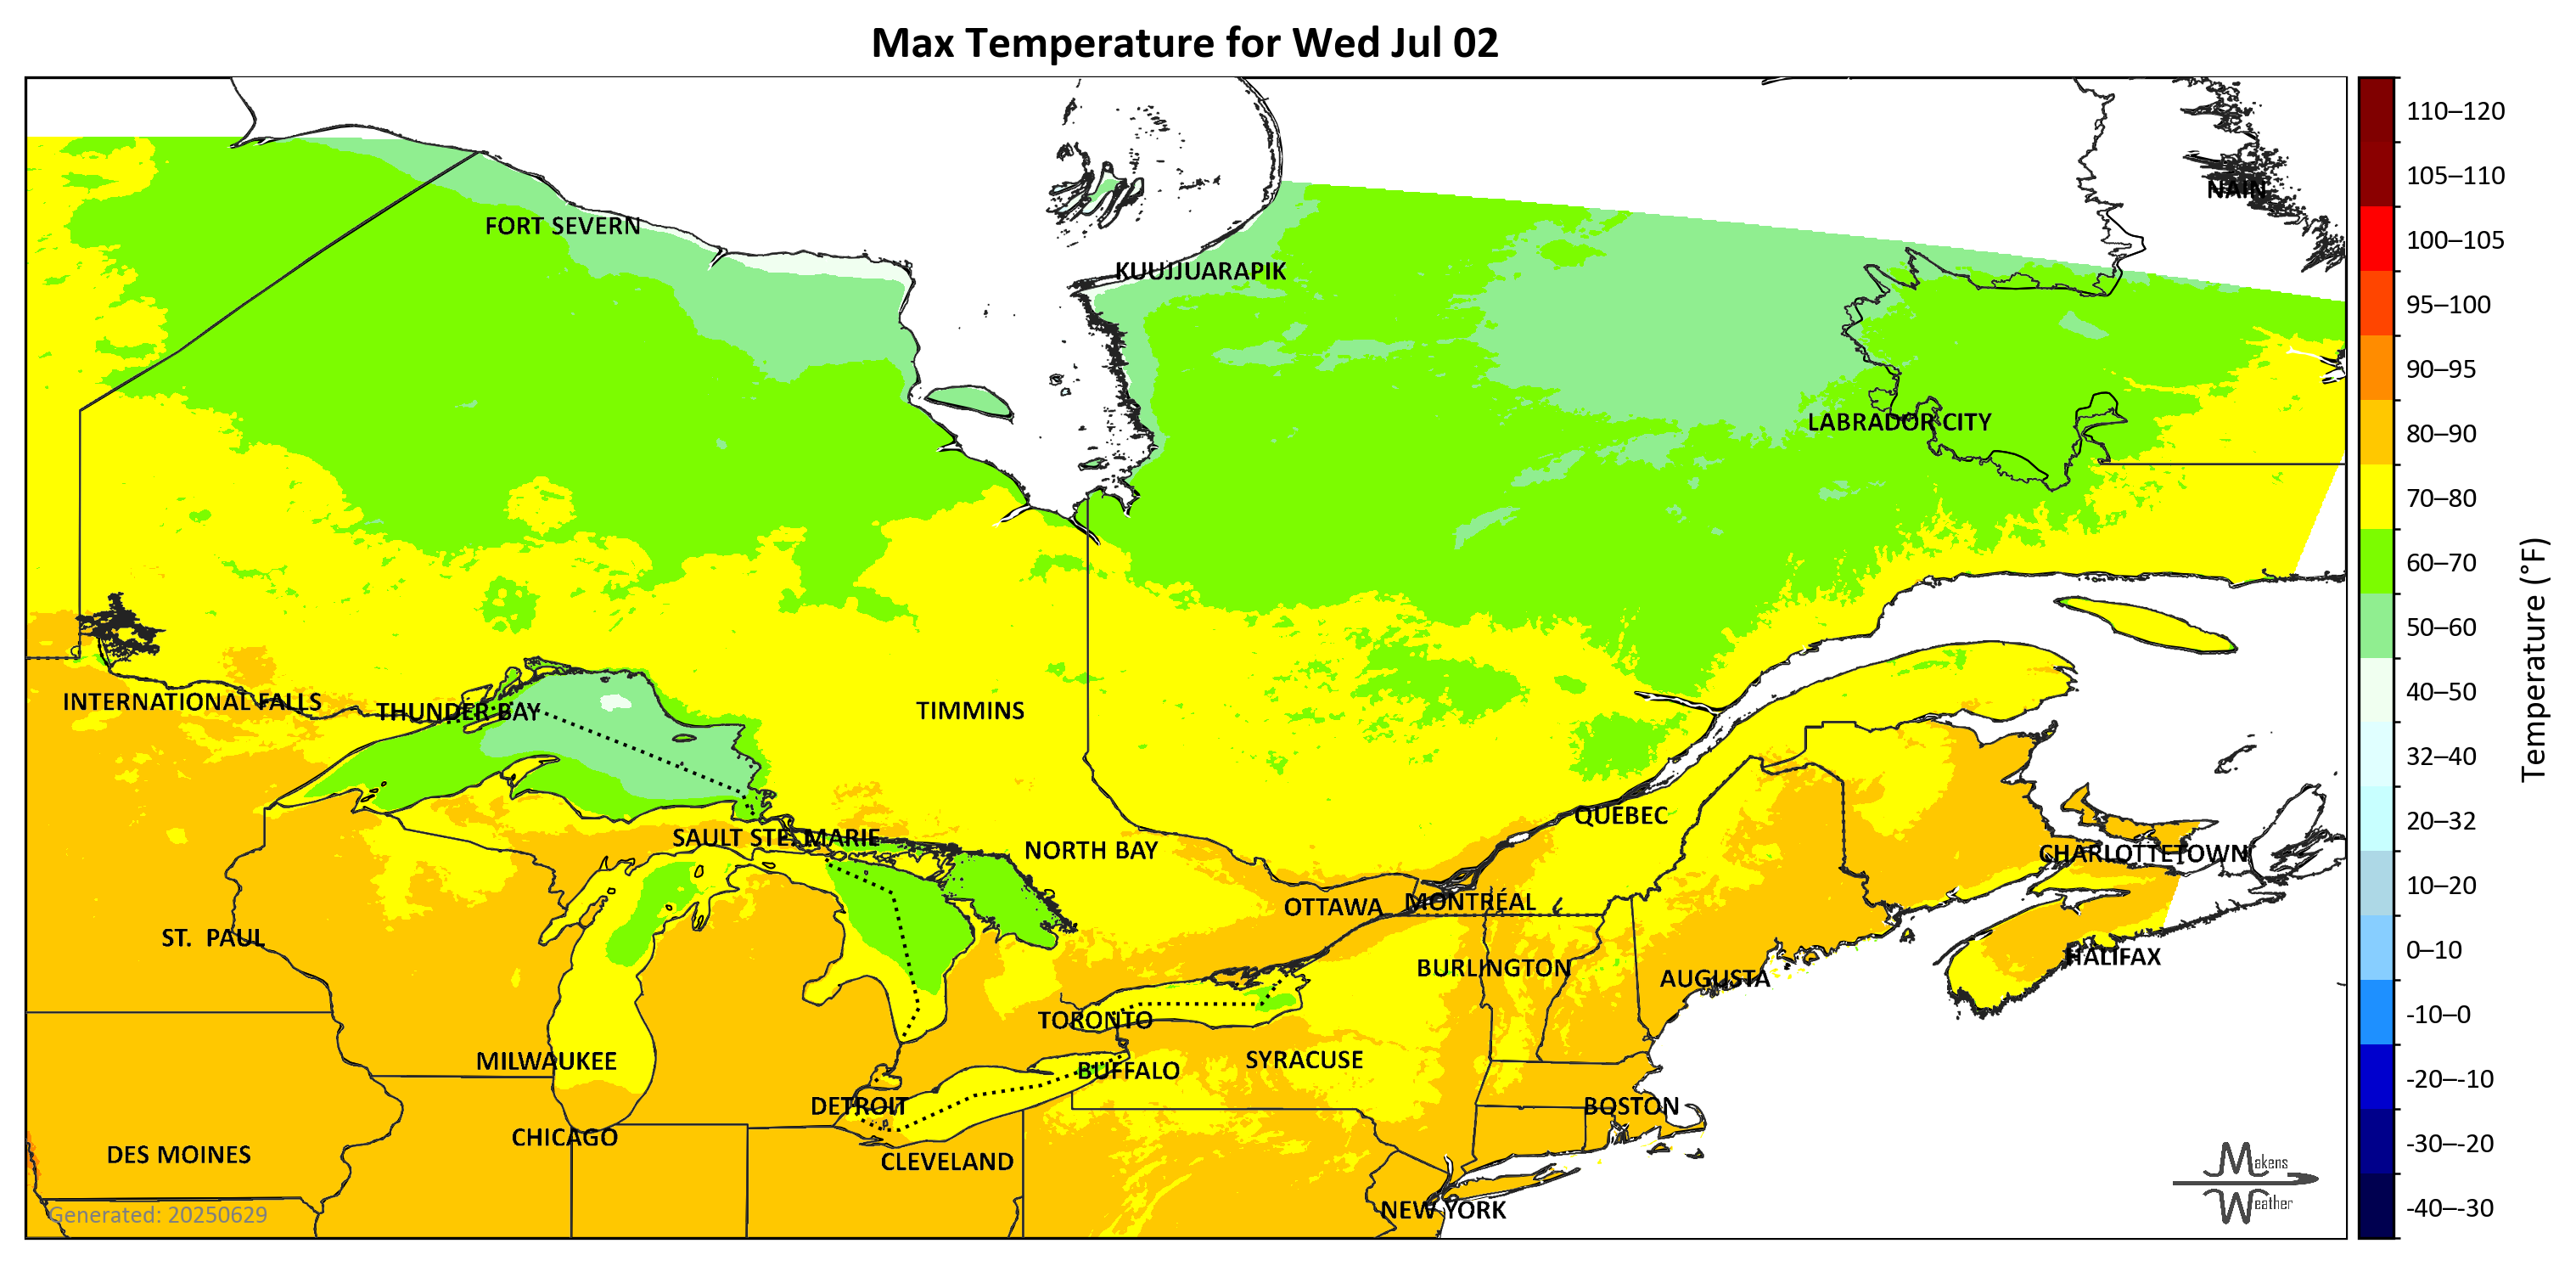 Max Temperature for Wed Jul 02
NAIN
FORT SEVERN
KUUJJUARAPIK
LABRADOR CITY
INTERNATIONAL FALLS
THUNDER BAY
TIMMINS
QUEBEC
SAULT STE. MARIE
NORTH BAY
CHARLOTTETOWN
OTTAWA
MONTRÉAL
ST. PAUL
HALIFAX
BURLINGTON
AUGUSTA
TORONTO
MILWAUKEE
SYRACUSE
BUFFALO
DETROIT
BOSTON
CHICAGO
DES MOINES
CLEVELAND
NEW YORK
Generated: 20250629
Makens
Weather
110–120
105–110
100–105
95–100
90–95
80–90
70–80
60–70
50–60
40–50
32–40
20–32
10–20
0–10
-10–0
-20–-10
-30–-20
-40–-30
Temperature (°F)